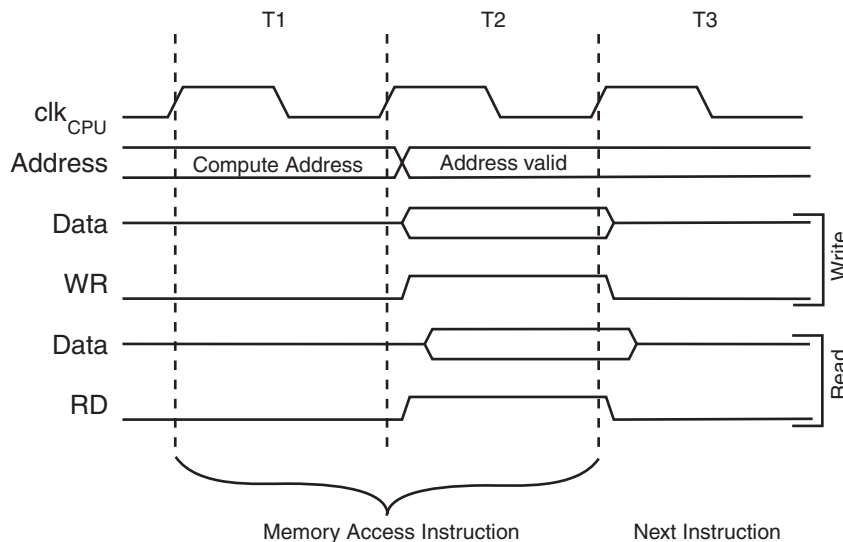 T1 T2 T3
clkCPU
Address Compute Address Address valid
Data
WR
Write
Data
RD
Read
Memory Access Instruction Next Instruction